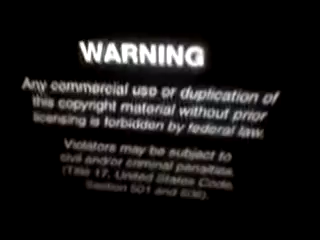 WARNING
Any commercial use or duplication of
this copyright material without prior
licensing is forbidden by federal law.
Violators may be subject to
civil and/or criminal penalties
(Title 17, United States Code,
Section 501 and 506).